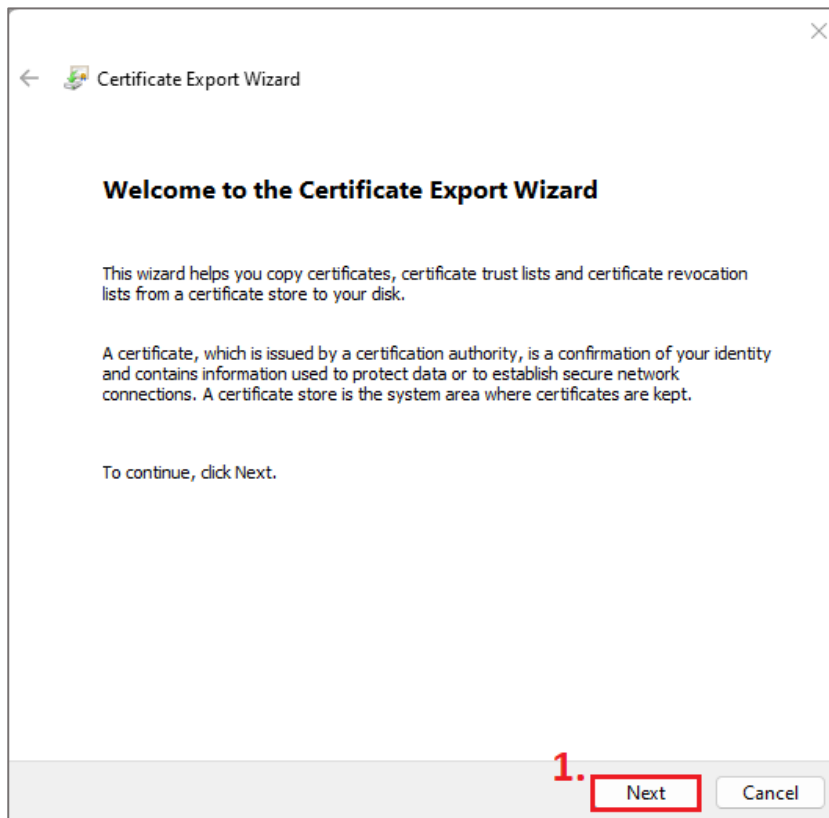 Certificate Export Wizard
Welcome to the Certificate Export Wizard
This wizard helps you copy certificates, certificate trust lists and certificate revocation
lists from a certificate store to your disk.
A certificate, which is issued by a certification authority, is a confirmation of your identity
and contains information used to protect data or to establish secure network
connections. A certificate store is the system area where certificates are kept.
To continue, click Next.
1.
Next Cancel